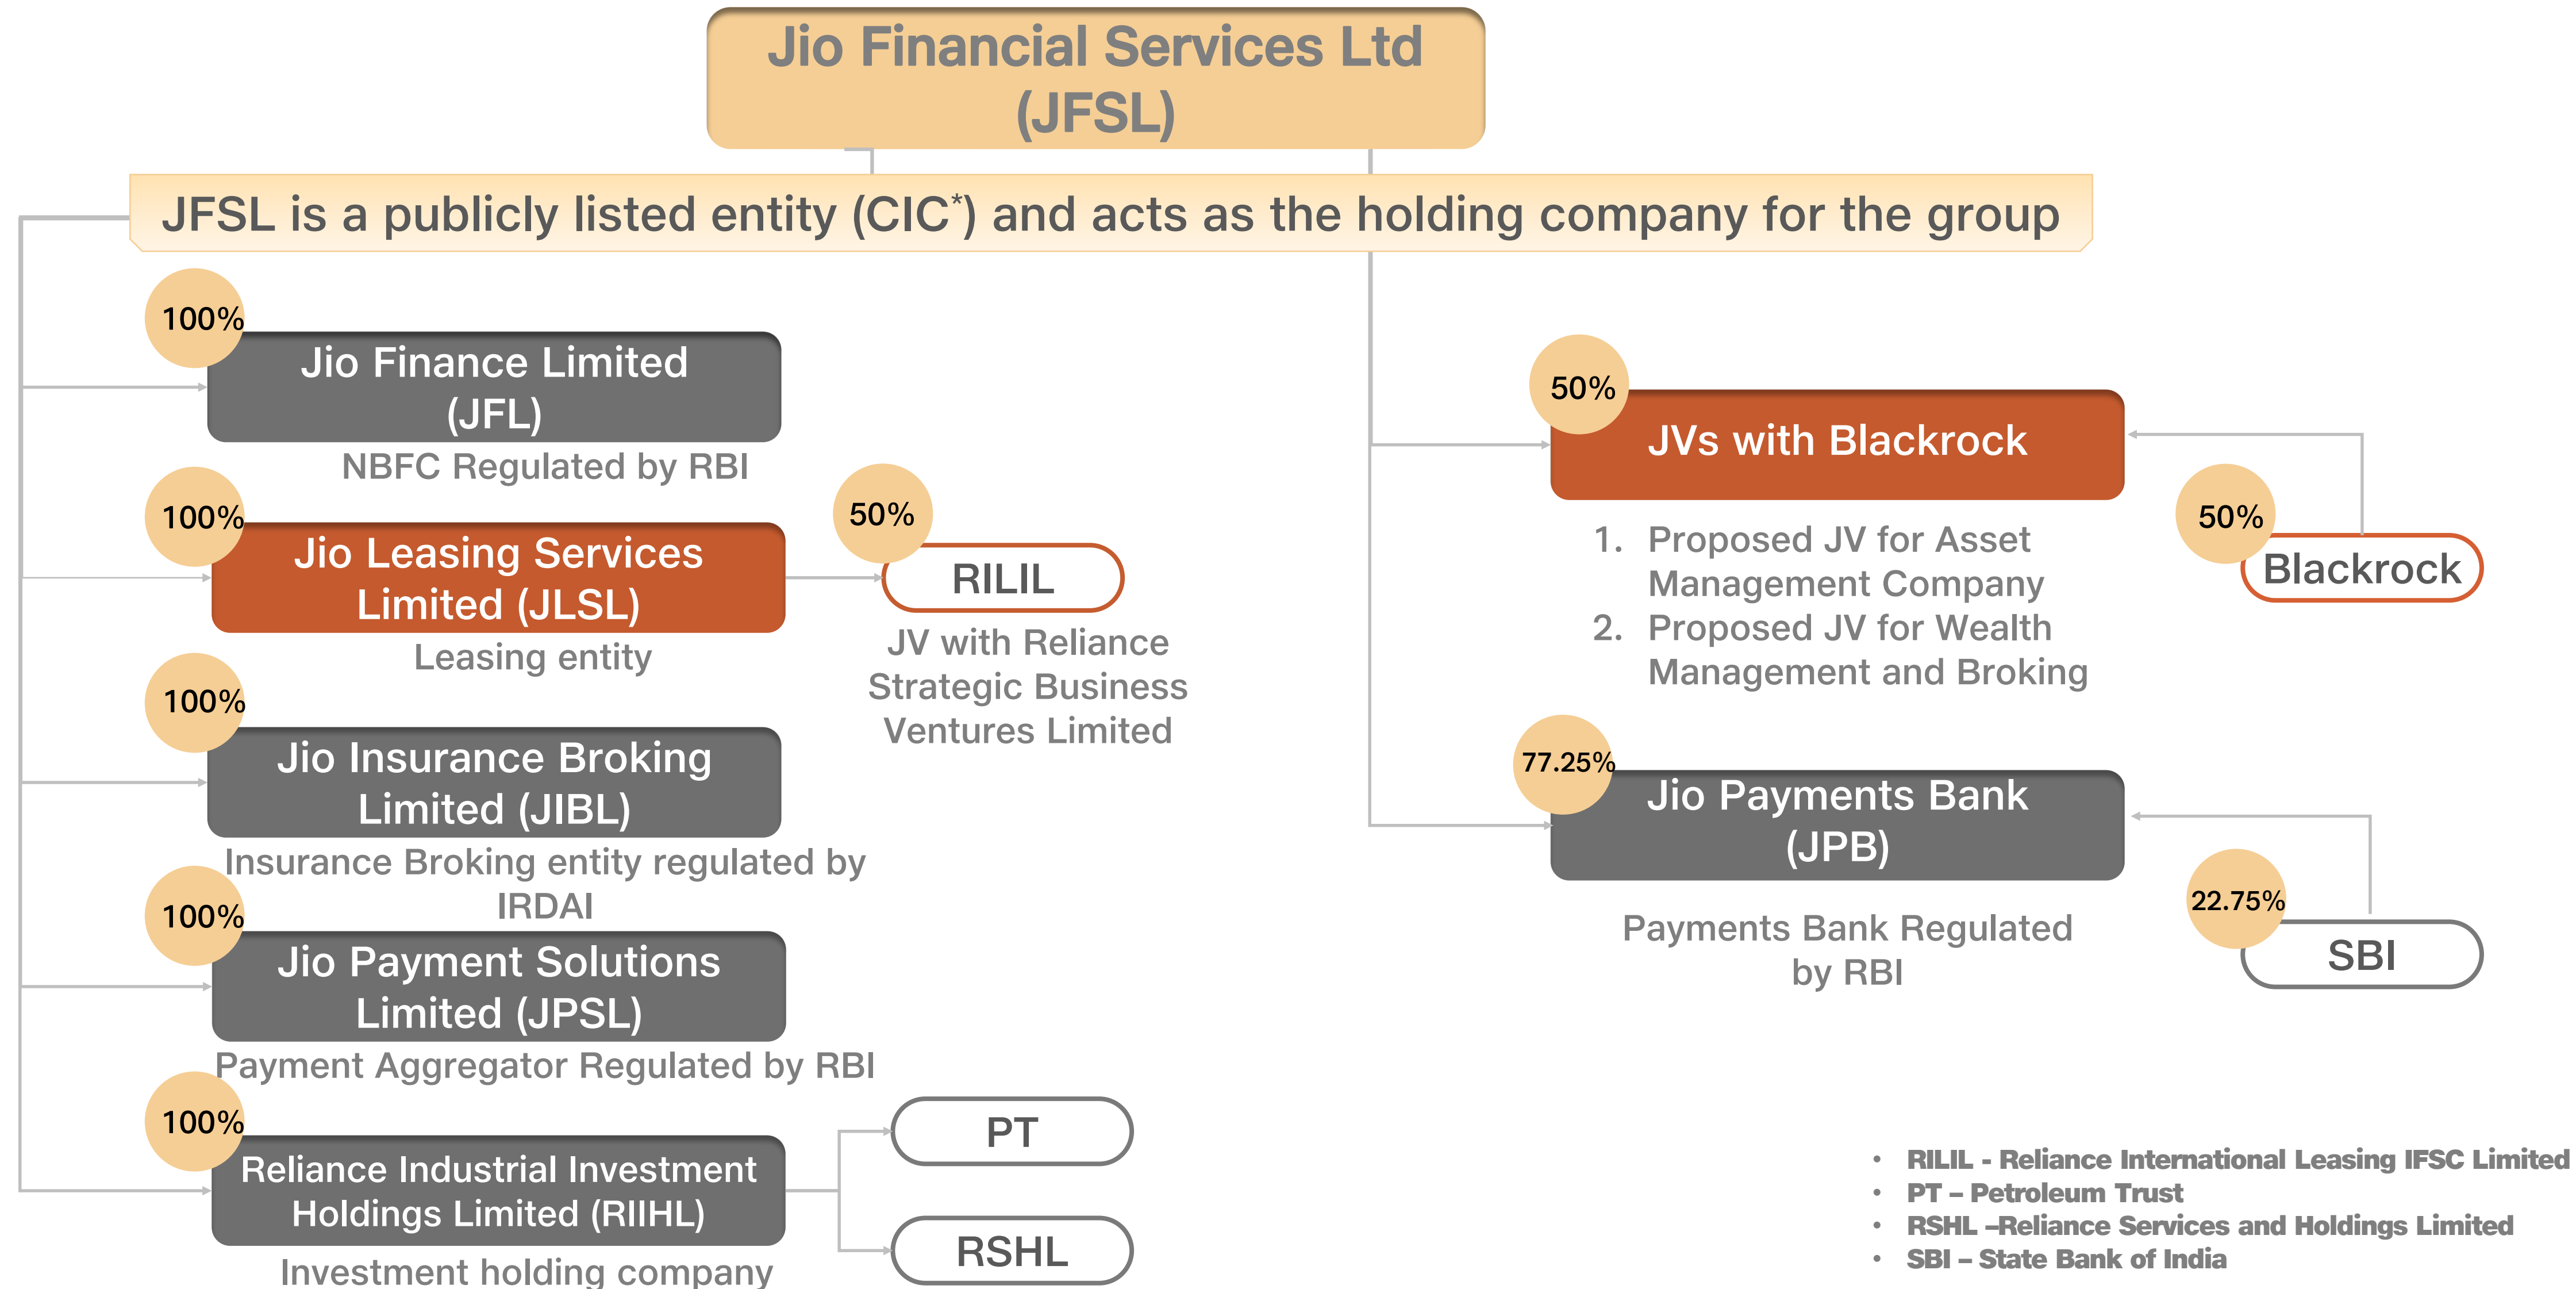 Jio Financial Services Ltd
(JFSL)
JFSL is a publicly listed entity (CIC*) and acts as the holding company for the group
100%
Jio Finance Limited
(JFL)
NBFC Regulated by RBI
100%
Jio Leasing Services
Limited (JLSL)
Leasing entity
50%
RILIL
JV with Reliance
Strategic Business
Ventures Limited
100%
Jio Insurance Broking
Limited (JIBL)
Insurance Broking entity regulated by
IRDAI
100%
Jio Payment Solutions
Limited (JPSL)
Payment Aggregator Regulated by RBI
100%
Reliance Industrial Investment
Holdings Limited (RIIHL)
Investment holding company
PT
RSHL
50%
JVs with Blackrock
1. Proposed JV for Asset
Management Company
2. Proposed JV for Wealth
Management and Broking
50%
Blackrock
77.25%
Jio Payments Bank
(JPB)
Payments Bank Regulated
by RBI
22.75%
SBI
• RILIL - Reliance International Leasing IFSC Limited
• PT – Petroleum Trust
• RSHL –Reliance Services and Holdings Limited
• SBI – State Bank of India